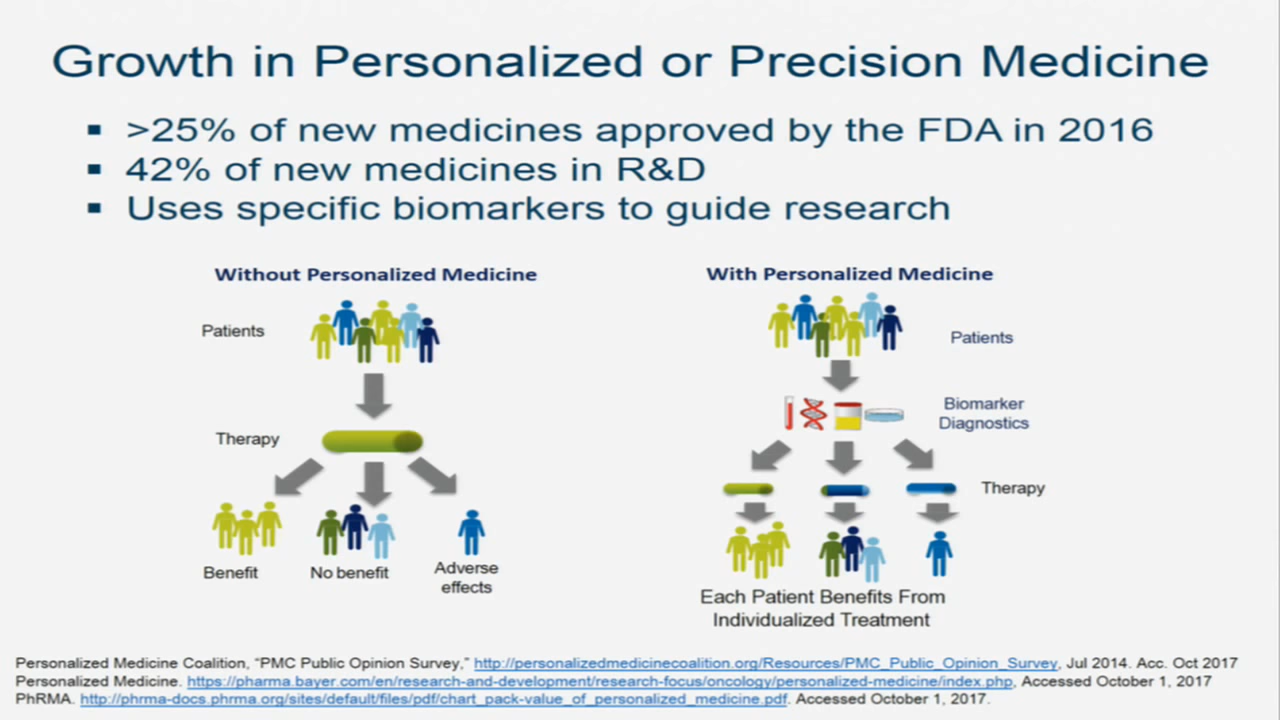 Growth in Personalized or Precision Medicine
>25% of new medicines approved by the FDA in 2016
42% of new medicines in R&D
Uses specific biomarkers to guide research
Without Personalized Medicine
Patients
Therapy
Benefit
No benefit
Adverse
effects
With Personalized Medicine
Patients
Biomarker
Diagnostics
Therapy
Each Patient Benefits From
Individualized Treatment
Personalized Medicine Coalition, “PMC Public Opinion Survey,” http://personalizedmedicinecoalition.org/Resources/PMC_Public_Opinion_Survey, Jul 2014. Acc. Oct 2017
Personalized Medicine. https://pharma.bayer.com/en/research-and-development/research-focus/oncology/personalized-medicine/index.php, Accessed October 1, 2017
PhRMA. http://phrma-docs.phrma.org/sites/default/files/pdf/chart_pack-value_of_personalized_medicine.pdf. Accessed October 1, 2017.